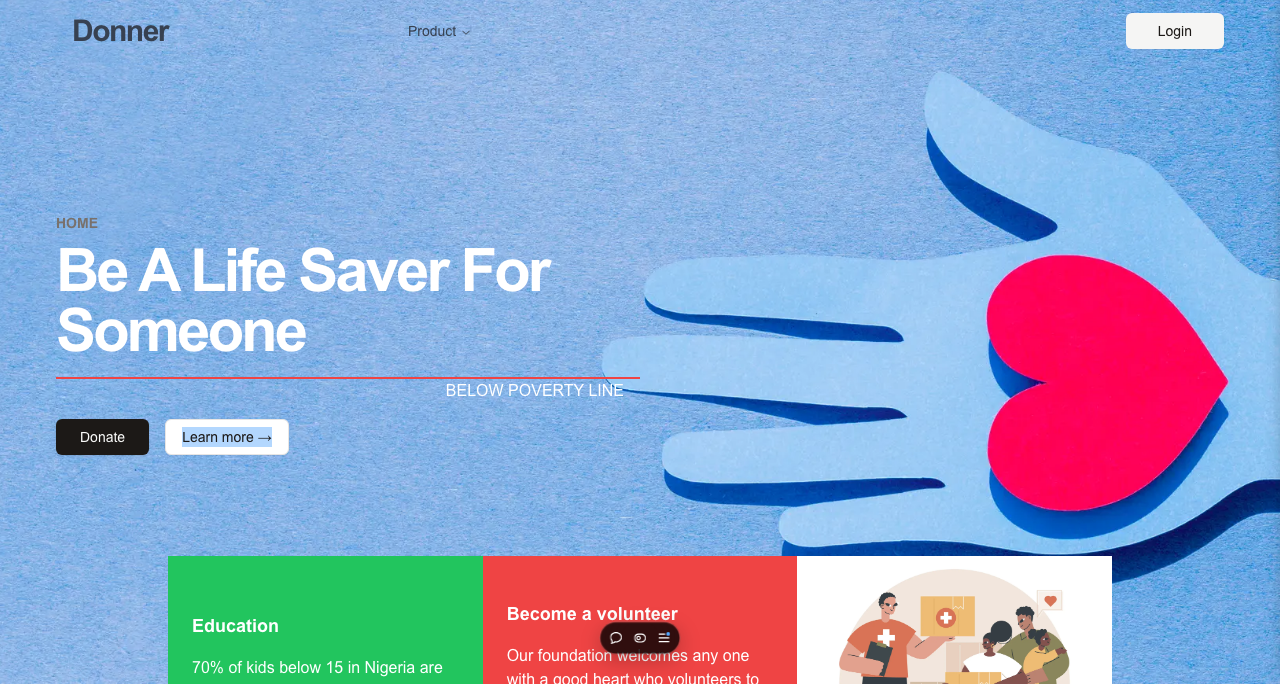 Donner
Product
Login
HOME
Be A Life Saver For
Someone
BELOW POVERTY LINE
Donate
Learn more →
Education
70% of kids below 15 in Nigeria are
Become a volunteer
Our foundation welcomes any one
with a good heart who volunteers to